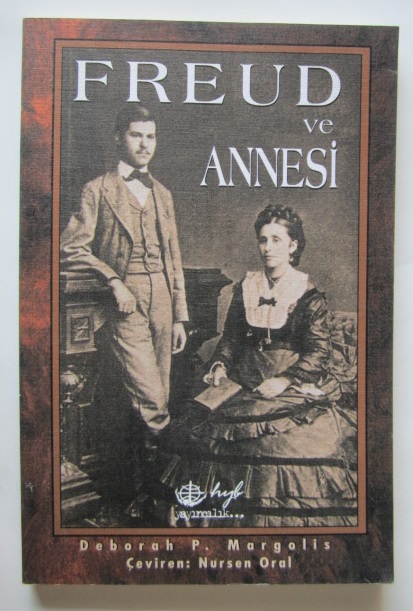 FREUD
ve
ANNESİ
hyb
yayıncılık...
Deborah P. Margolis
Çeviren: Nursen Oral